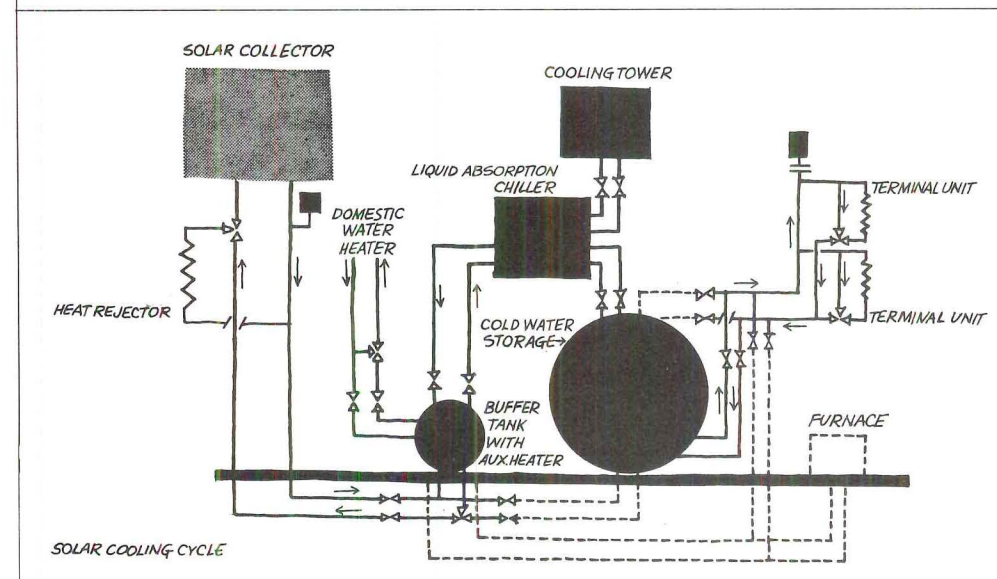 SOLAR COLLECTOR
COOLING TOWER
LIQUID ABSORPTION
CHILLER
TERMINAL UNIT
DOMESTIC
WATER
HEATER
HEAT REJECTOR
COLD WATER
STORAGE→
TERMINAL UNIT
BUFFER
TANK
WITH
AUX.HEATER
FURNACE
SOLAR COOLING CYCLE